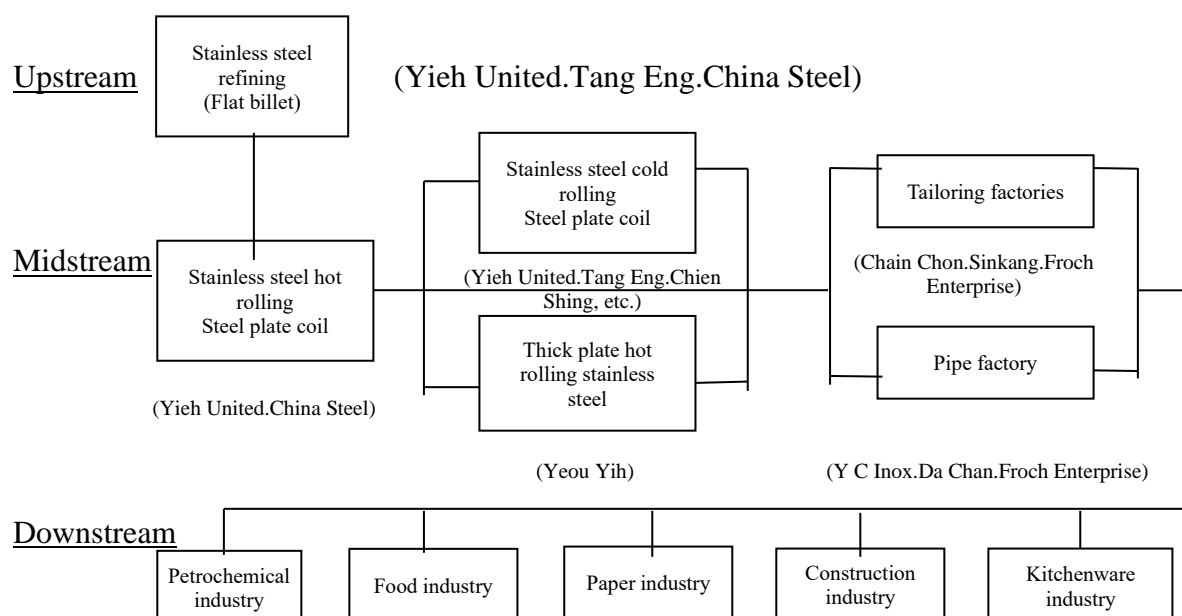 Upstream
Stainless steel
refining
(Flat billet)
(Yieh United.Tang Eng.China Steel)
Midstream
Stainless steel hot
rolling
Steel plate coil
(Yieh United.China Steel)
Stainless steel cold
rolling
Steel plate coil
(Yieh United.Tang Eng.Chien
Shing, etc.)
Thick plate hot
rolling stainless
steel
(Yeou Yih)
Tailoring factories
(Chain Chon.Sinkang.Froch
Enterprise)
Pipe factory
(Y C Inox.Da Chan.Froch Enterprise)
Downstream
Petrochemical
industry
Food industry
Paper industry
Construction
industry
Kitchenware
industry